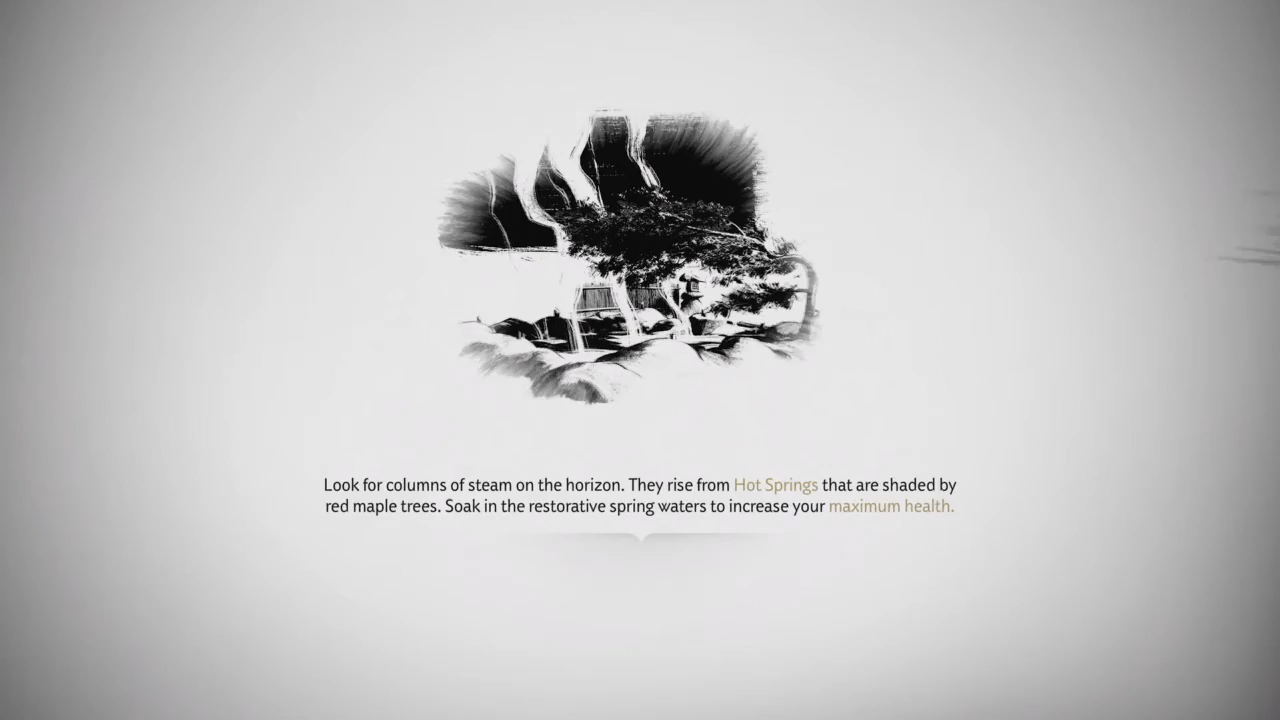 Look for columns of steam on the horizon. They rise from Hot Springs that are shaded by
red maple trees. Soak in the restorative spring waters to increase your maximum health.